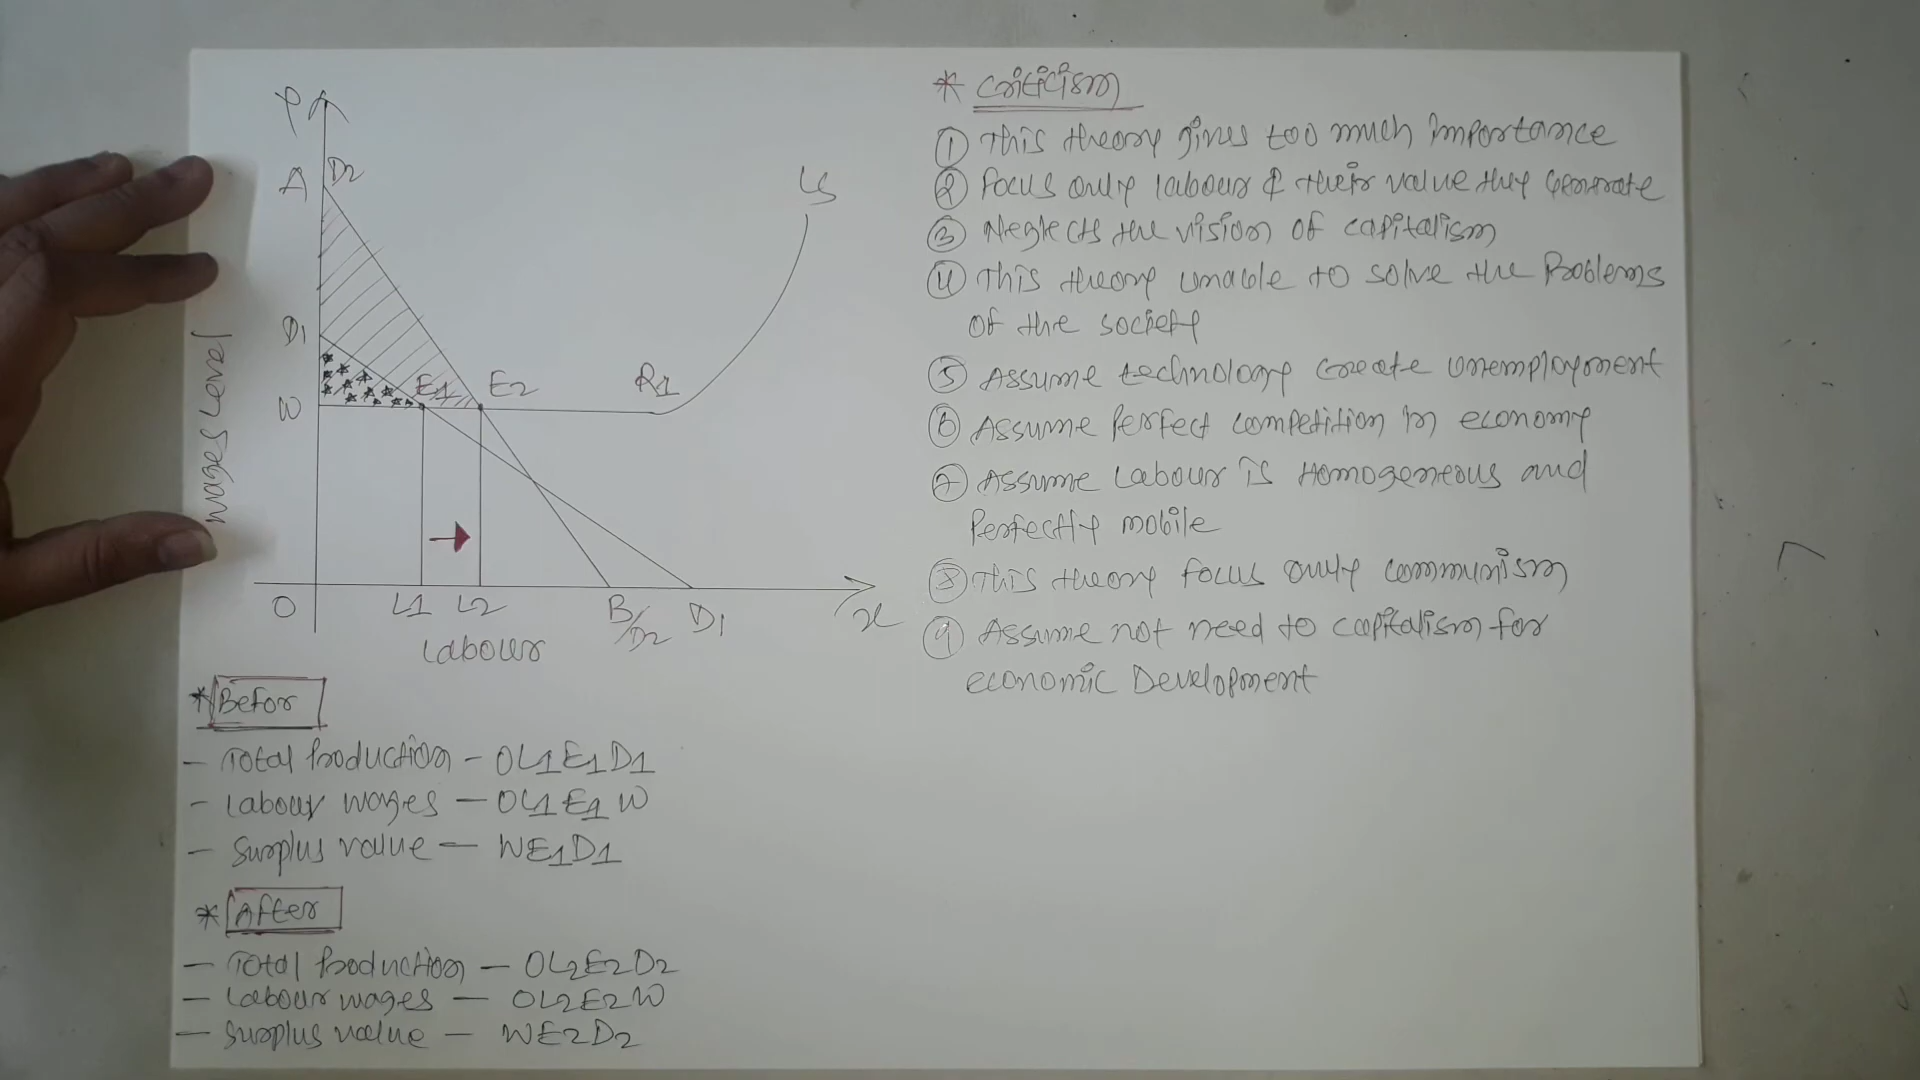 P
A
D2
LS
D1
E1
E2
R1
W
Wages Level
O
L1
L2
B/D2
D1
x
Labour
* Befor
- Total Production - OL1E1D1
- Labour wages - OL1E1W
- Surplus value - WE1D1
* After
- Total Production - OL2E2D2
- Labour wages - OL2E2W
- Surplus value - WE2D2
* Criticism
① This theory gives too much importance
② Focus only labour & their value they Generate
③ Neglects the vision of capitalism
④ This theory unable to solve the Problems
of the society
⑤ Assume technology create unemployment
⑥ Assume Perfect competition in economy
⑦ Assume Labour is Homogeneous and
Perfectly mobile
⑧ This theory focus only communism
⑨ Assume not need to capitalism for
economic Development